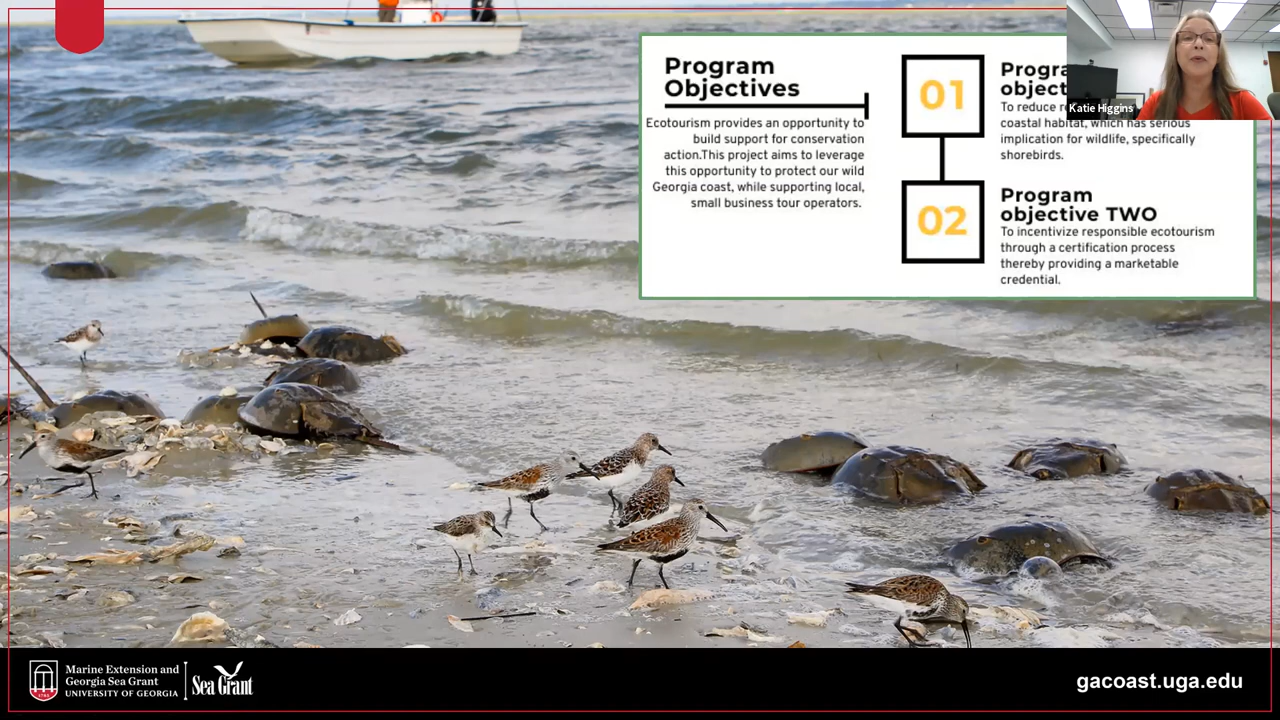 Program
Objectives
Ecotourism provides an opportunity to
build support for conservation
action.This project aims to leverage
this opportunity to protect our wild
Georgia coast, while supporting local,
small business tour operators.
01
To reduce
coastal habitat, which has serious
implication for wildlife, specifically
shorebirds.
02
Program
objective TWO
To incentivize responsible ecotourism
through a certification process
thereby providing a marketable
credential.
Katie Higgins
Marine Extension and
Georgia Sea Grant
UNIVERSITY OF GEORGIA
1785
Sea Grant
gacoast.uga.edu